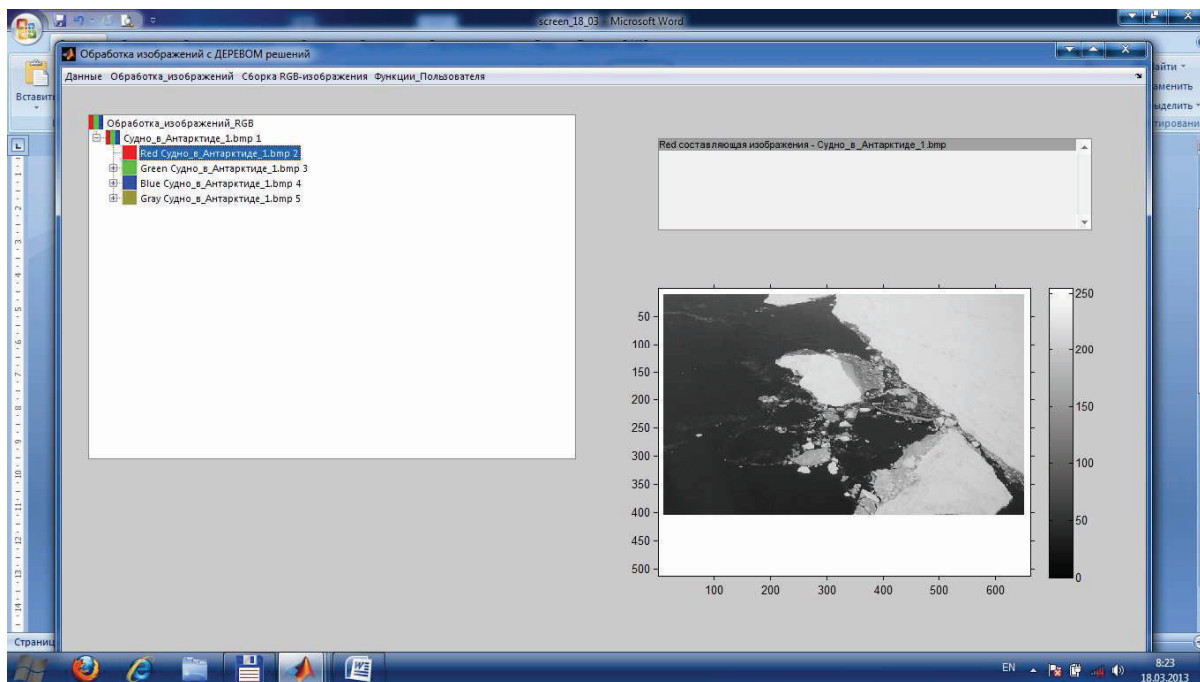 screen_18_03 - Microsoft Word
Обработка изображений с ДЕРЕВОМ решений
Данные Обработка_изображений Сборка RGB-изображения Функции_Пользователя
Обработка_изображений_RGB
Судно_в_Антарктиде_1.bmp 1
Red Судно_в_Антарктиде_1.bmp 2
Green Судно_в_Антарктиде_1.bmp 3
Blue Судно_в_Антарктиде_1.bmp 4
Gray Судно_в_Антарктиде_1.bmp 5
Red составляющая изображения - Судно_в_Антарктиде_1.bmp
50
100
150
200
250
300
350
400
450
500
100 200 300 400 500 600
250
200
150
100
50
0
Вставит
айти
аменить
ыделить
тировани
Страниц
EN
8:23
18.03.2013